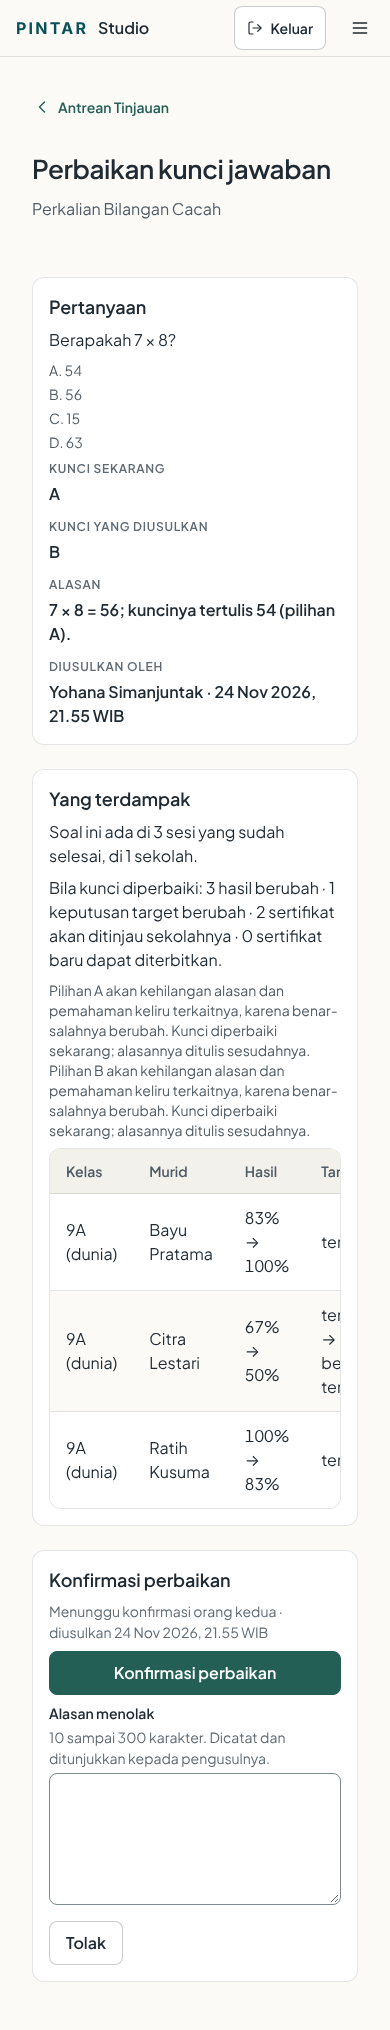 PINTAR Studio
Keluar
Antrean Tinjauan
Perbaikan kunci jawaban
Perkalian Bilangan Cacah
Pertanyaan
Berapakah 7 × 8?
A. 54
B. 56
C. 15
D. 63
KUNCI SEKARANG
A
KUNCI YANG DIUSULKAN
B
ALASAN
7 × 8 = 56; kuncinya tertulis 54 (pilihan
A).
DIUSULKAN OLEH
Yohana Simanjuntak · 24 Nov 2026,
21.55 WIB
Yang terdampak
Soal ini ada di 3 sesi yang sudah
selesai, di 1 sekolah.
Bila kunci diperbaiki: 3 hasil berubah · 1
keputusan target berubah · 2 sertifikat
akan ditinjau sekolahnya · 0 sertifikat
baru dapat diterbitkan.
Pilihan A akan kehilangan alasan dan
pemahaman keliru terkaitnya, karena benar-
salahnya berubah. Kunci diperbaiki
sekarang; alasannya ditulis sesudahnya.
Pilihan B akan kehilangan alasan dan
pemahaman keliru terkaitnya, karena benar-
salahnya berubah. Kunci diperbaiki
sekarang; alasannya ditulis sesudahnya.
Kelas Murid Hasil
9A (dunia) Bayu Pratama 83% → 100%
9A (dunia) Citra Lestari 67% → 50% →
9A (dunia) Ratih Kusuma 100% → 83%
Konfirmasi perbaikan
Menunggu konfirmasi orang kedua ·
diusulkan 24 Nov 2026, 21.55 WIB
Konfirmasi perbaikan
Alasan menolak
10 sampai 300 karakter. Dicatat dan
ditunjukkan kepada pengusulnya.
Tolak